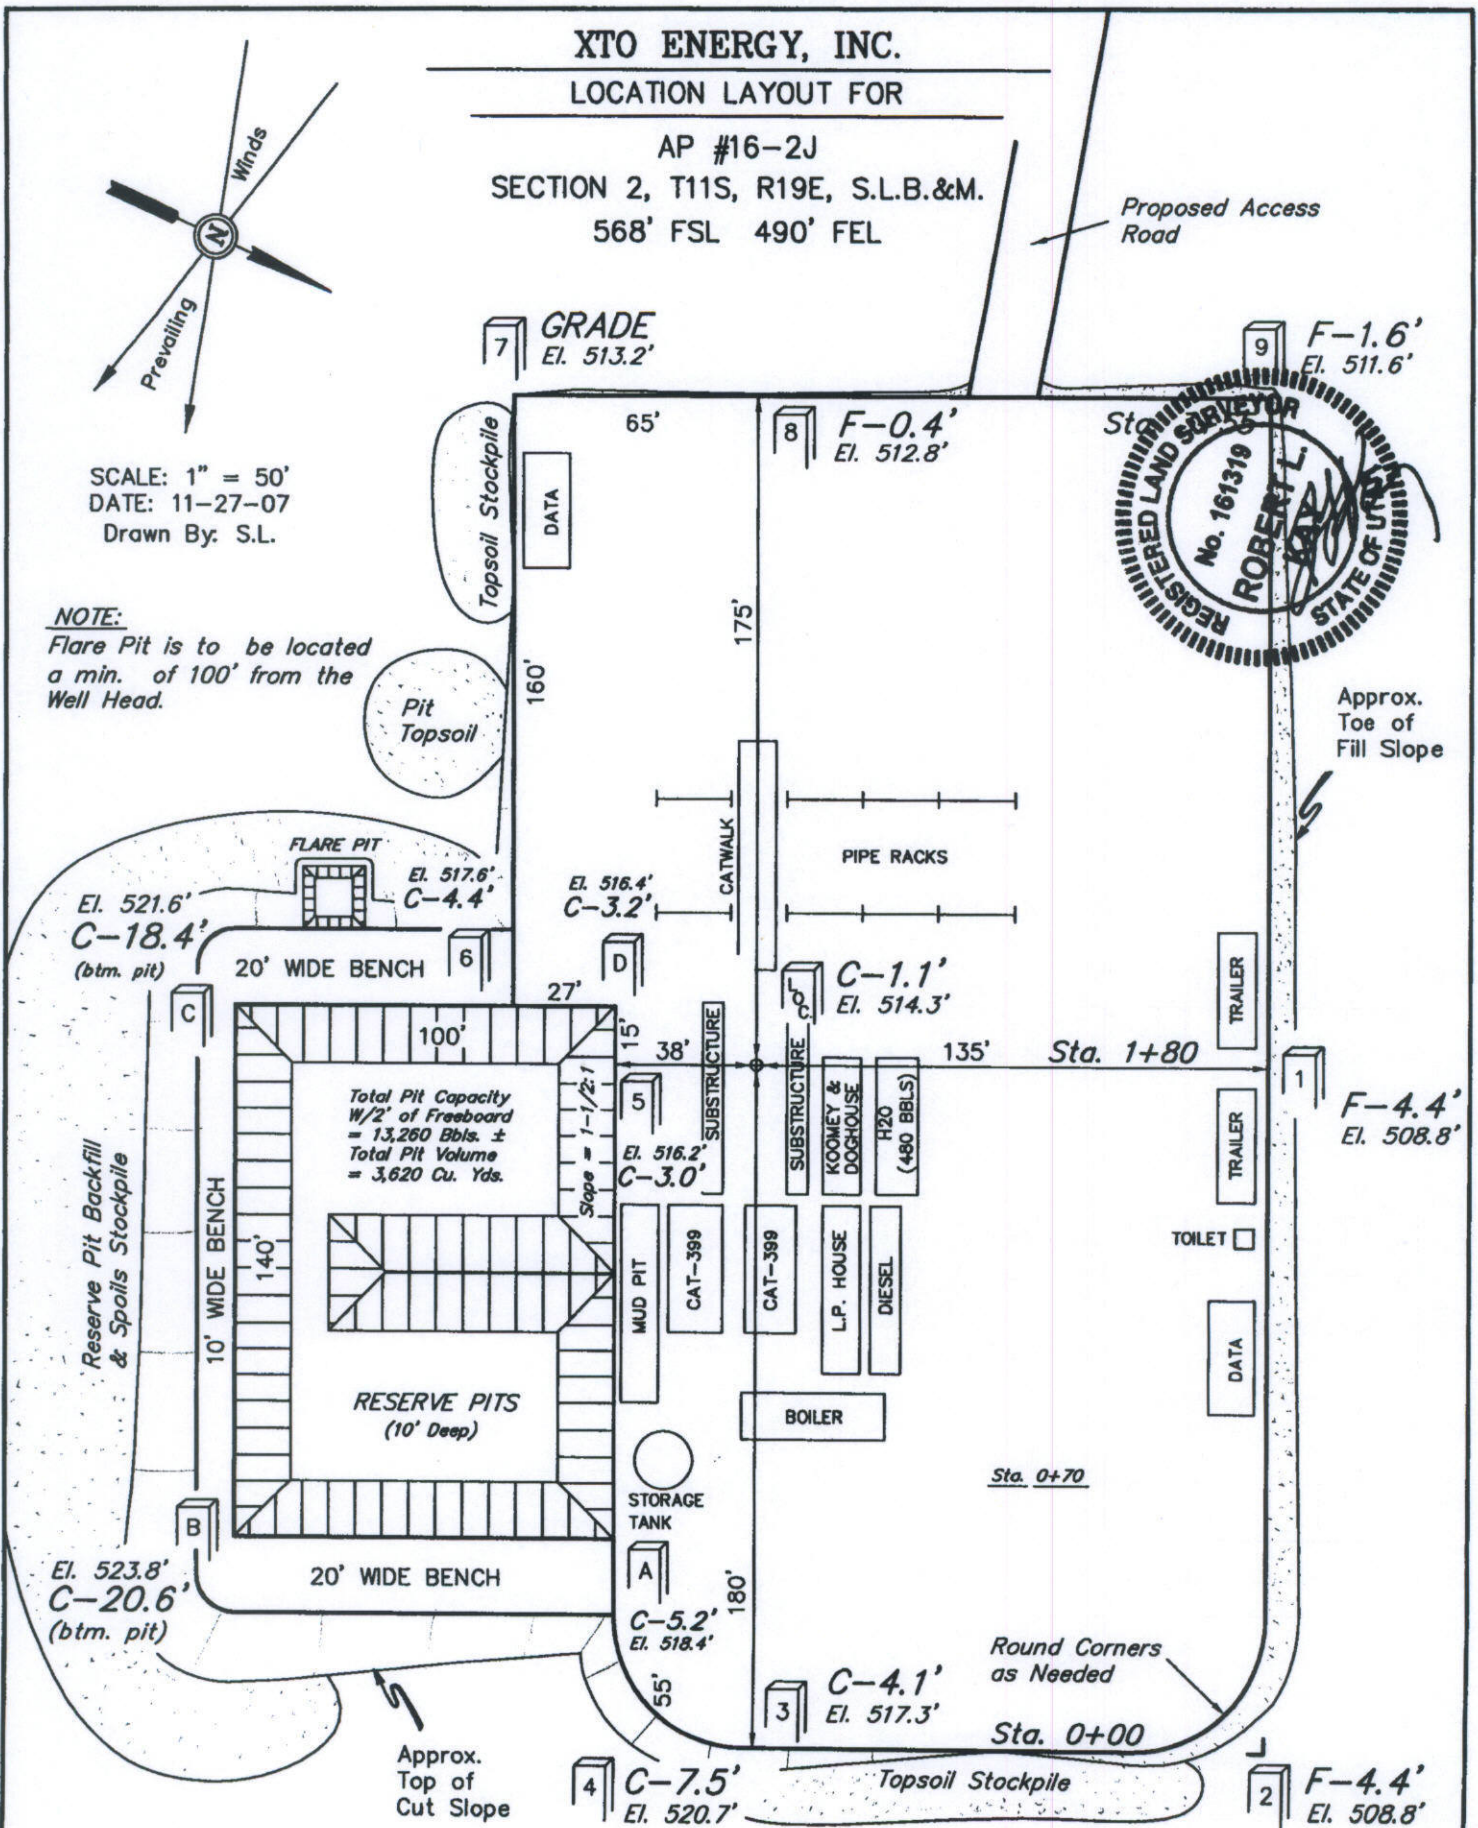 XTO ENERGY, INC.
LOCATION LAYOUT FOR
AP #16-2J
SECTION 2, T11S, R19E, S.L.B.&M.
568' FSL 490' FEL
Winds
N
Prevailing
SCALE: 1" = 50'
DATE: 11-27-07
Drawn By: S.L.
Proposed Access
Road
7 GRADE
El. 513.2'
9 F-1.6'
El. 511.6'
65'
8 F-0.4'
El. 512.8'
Sta.
REGISTERED LAND SURVEYOR
No. 161319
ROBERT L.
KAY
STATE OF UTAH
Topsoil Stockpile
DATA
NOTE:
Flare Pit is to be located
a min. of 100' from the
Well Head.
175'
160'
Pit
Topsoil
Approx.
Toe of
Fill Slope
CATWALK
PIPE RACKS
FLARE PIT
El. 517.6'
C-4.4'
El. 516.4'
C-3.2'
El. 521.6'
C-18.4'
(btm. pit)
20' WIDE BENCH
6
D
C
LOC.
C-1.1'
El. 514.3'
TRAILER
27'
100'
15'
38'
135'
Sta. 1+80
1
F-4.4'
El. 508.8'
SUBSTRUCTURE
SUBSTRUCTURE
KOOMEY &
DOGHOUSE
H2O
(480 BBLS)
TRAILER
5
El. 516.2'
C-3.0'
Total Pit Capacity
W/2' of Freeboard
= 13,260 Bbls. ±
Total Pit Volume
= 3,620 Cu. Yds.
Slope = 1-1/2:1
Reserve Pit Backfill
& Spoils Stockpile
10' WIDE BENCH
140'
MUD PIT
CAT-399
CAT-399
L.P. HOUSE
DIESEL
TOILET
DATA
RESERVE PITS
(10' Deep)
BOILER
STORAGE
TANK
Sta. 0+70
B
El. 523.8'
C-20.6'
(btm. pit)
20' WIDE BENCH
A
C-5.2'
El. 518.4'
180'
55'
Round Corners
as Needed
3 C-4.1'
El. 517.3'
Sta. 0+00
Approx.
Top of
Cut Slope
4 C-7.5'
El. 520.7'
Topsoil Stockpile
2 F-4.4'
El. 508.8'